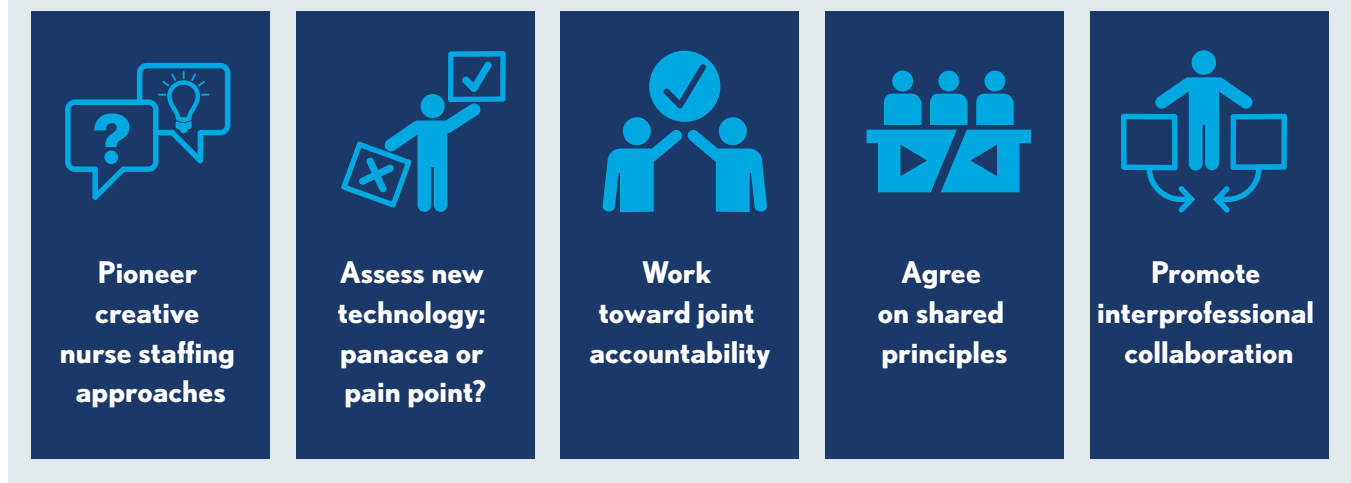 ?
Pioneer
creative
nurse staffing
approaches
Assess new
technology:
panacea or
pain point?
Work
toward joint
accountability
Agree
on shared
principles
Promote
interprofessional
collaboration